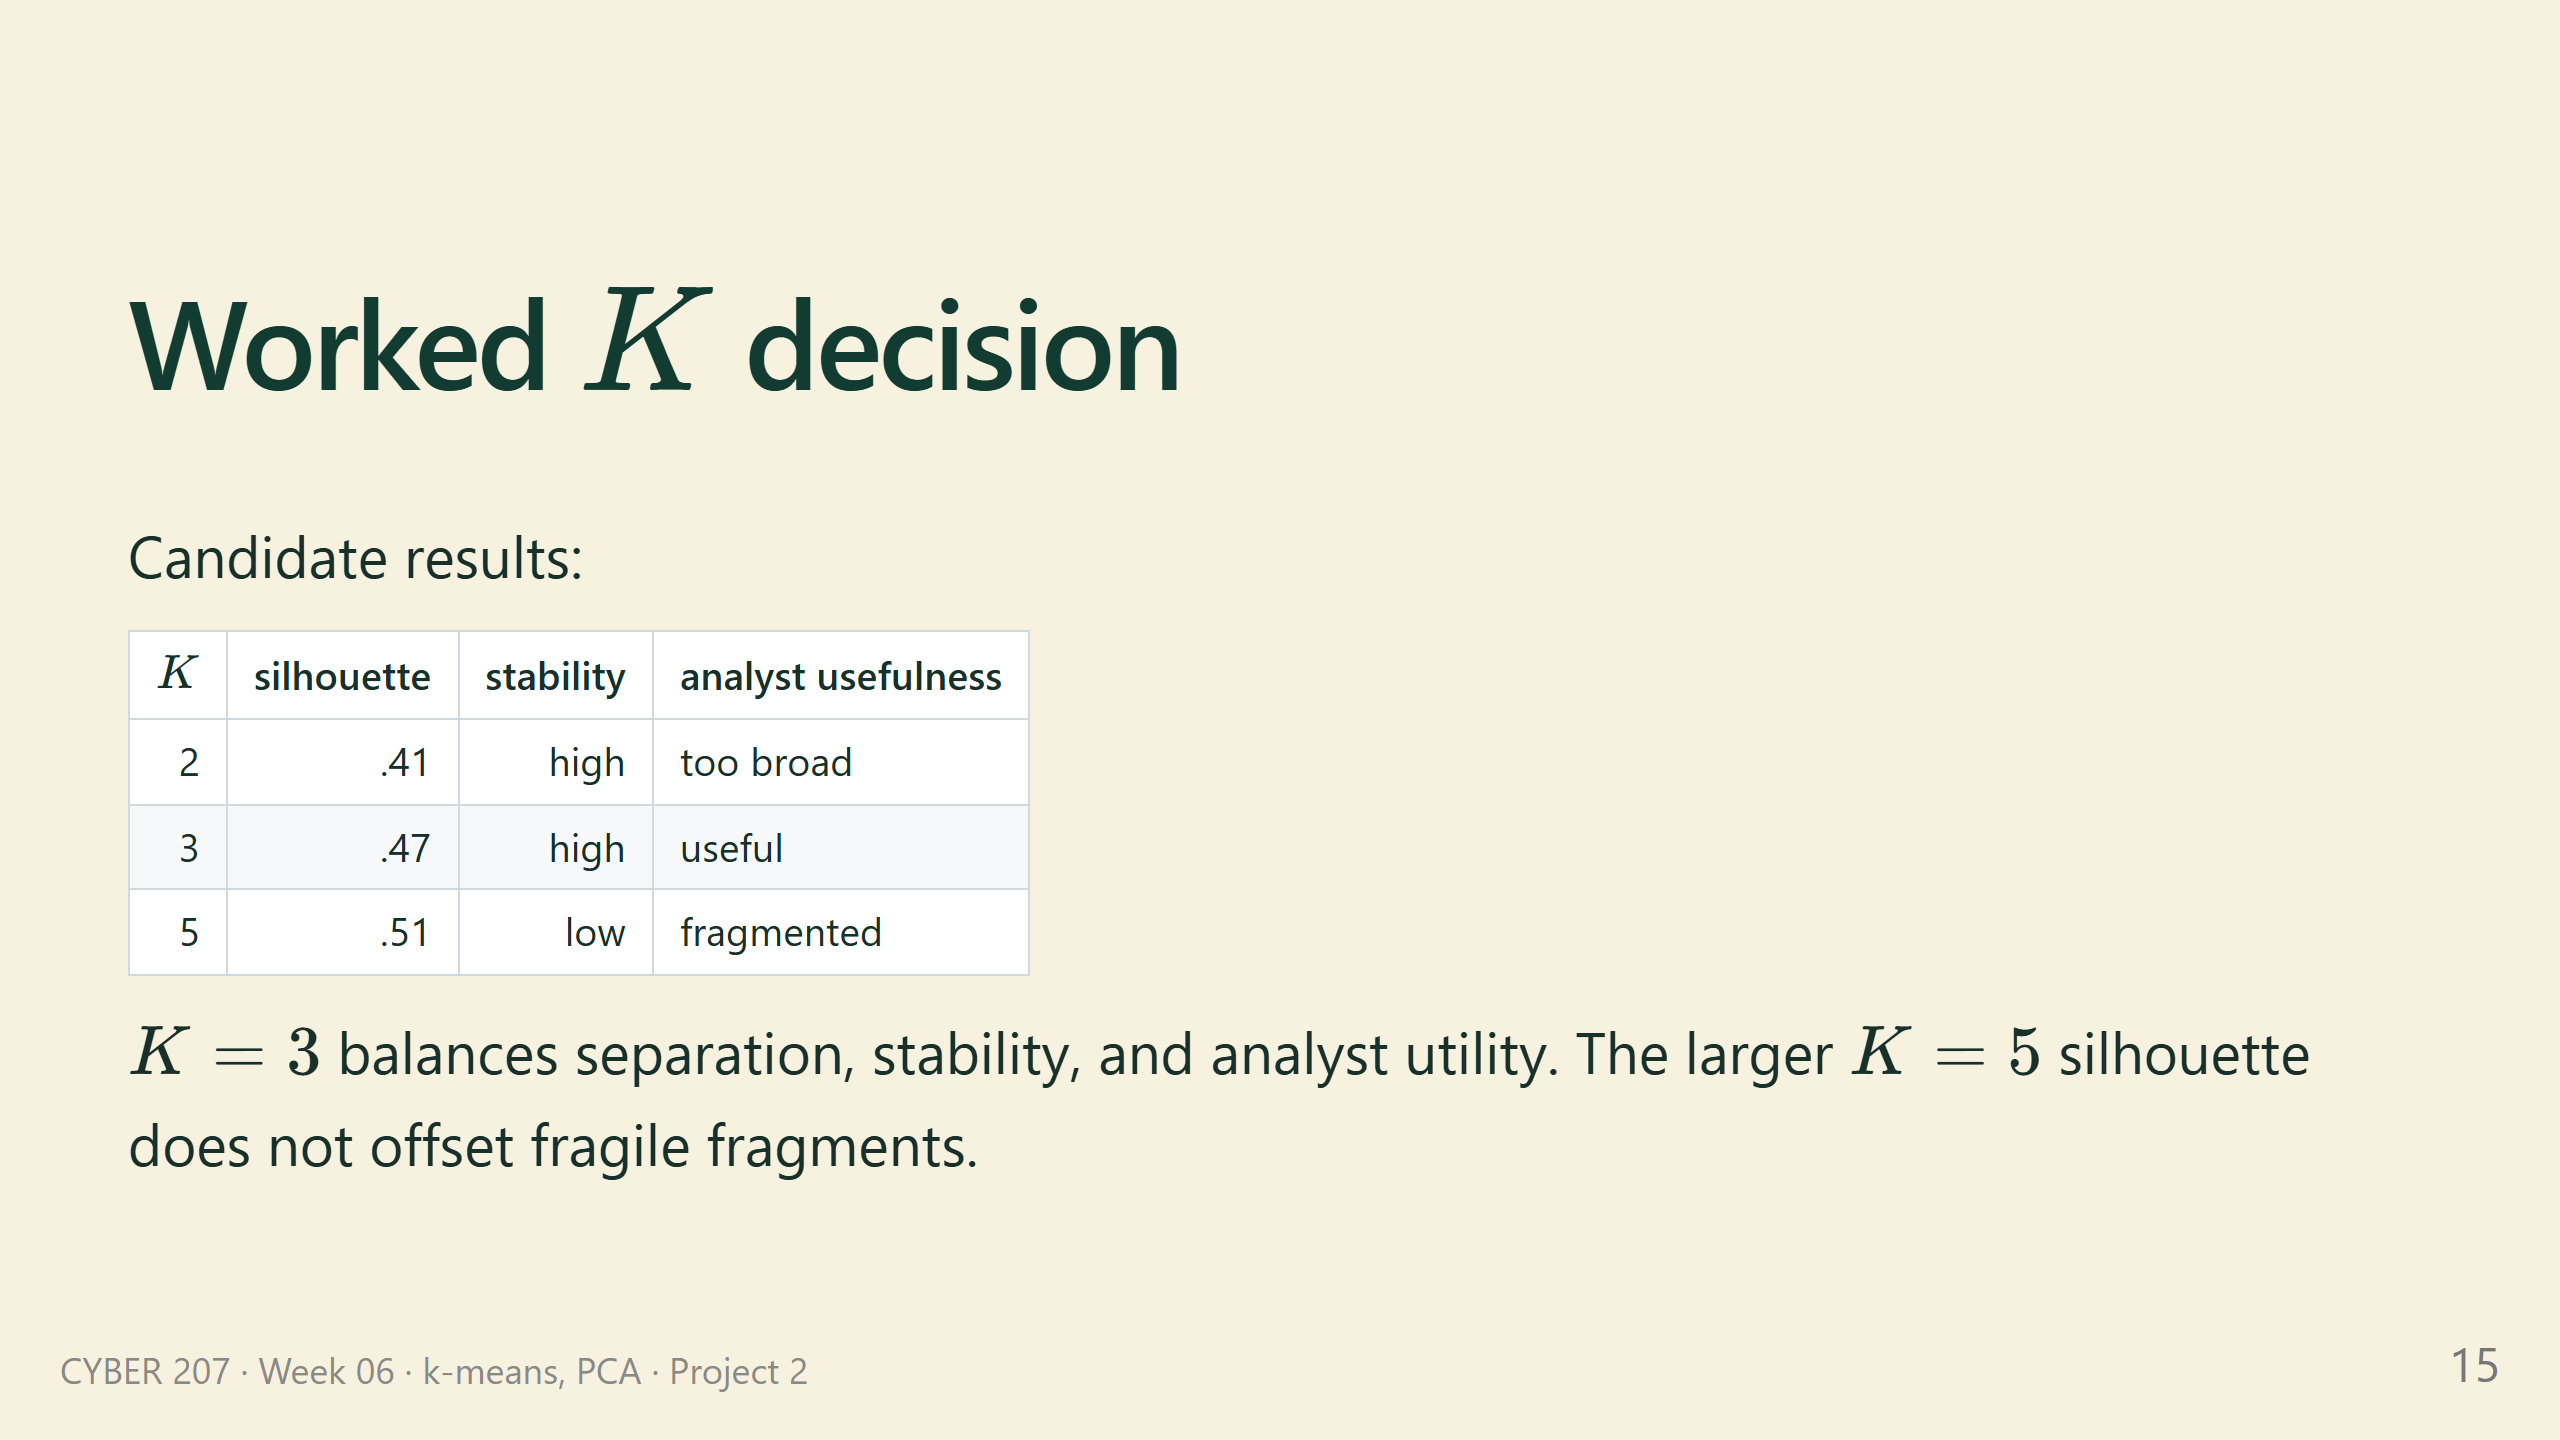 Worked K decision
Candidate results:
K silhouette stability analyst usefulness
2 .41 high too broad
3 .47 high useful
5 .51 low fragmented
K = 3 balances separation, stability, and analyst utility. The larger K = 5 silhouette
does not offset fragile fragments.
CYBER 207 · Week 06 · k-means, PCA · Project 2
15